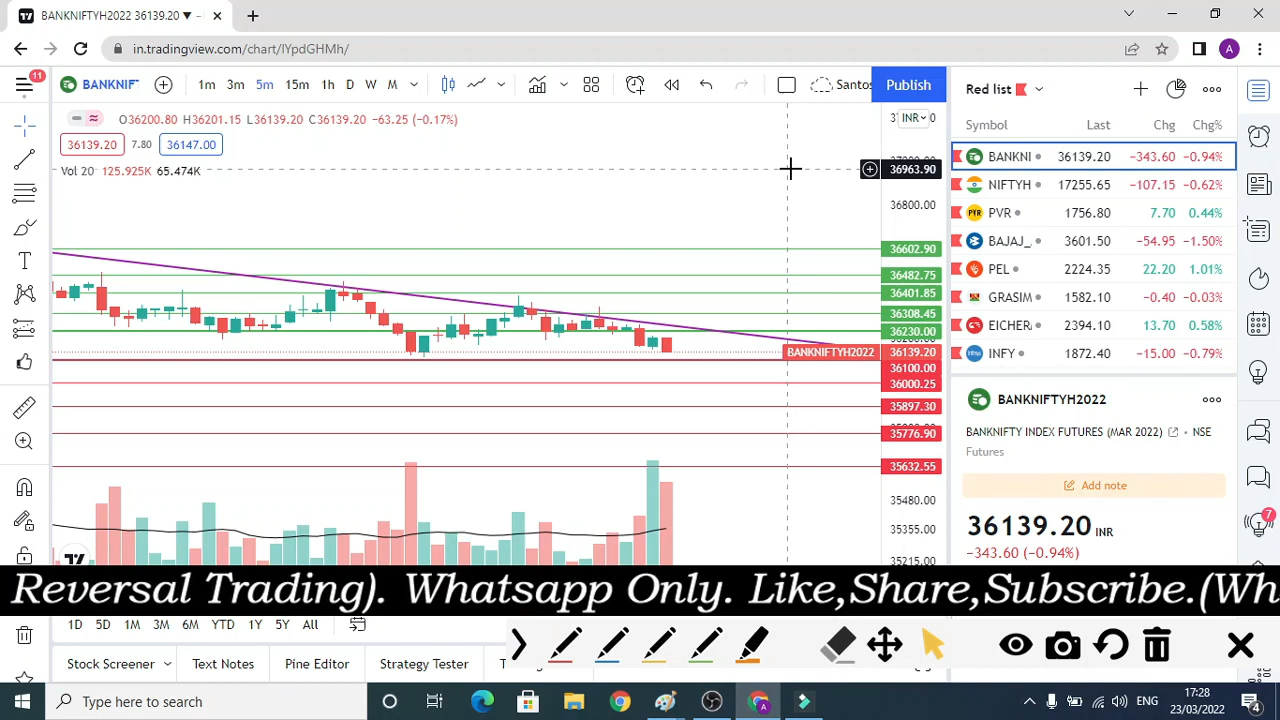 BANKNIFTYH2022 36139.20 ▼ -
in.tradingview.com/chart/IYpdGHMh/
A
11
BANKNIF
1m 3m 5m 15m 1h D W M
Santos
Publish
Red list
O36200.80 H36201.15 L36139.20 C36139.20 −63.25 (−0.17%)
INR
Symbol Last Chg Chg%
36139.20 7.80 36147.00
BANKNI 36139.20 −343.60 −0.94%
Vol 20 125.925K 65.474K
36963.90
NIFTYH 17255.65 −107.15 −0.62%
36800.00
PVR 1756.80 7.70 0.44%
BAJAJ_ 3601.50 −54.95 −1.50%
36602.90
PEL 2224.35 22.20 1.01%
36482.75
36401.85
GRASIM 1582.10 −0.40 −0.03%
36308.45
EICHER 2394.10 13.70 0.58%
36230.00
BANKNIFTYH2022 36139.20
INFY 1872.40 −15.00 −0.79%
36100.00
36000.25
BANKNIFTYH2022
35897.30
BANKNIFTY INDEX FUTURES (MAR 2022) • NSE
35776.90
Futures
35632.55
Add note
35480.00
36139.20 INR
35355.00
7
−343.60 (−0.94%)
35215.00
Reversal Trading). Whatsapp Only. Like,Share,Subscribe.(Wh
1D 5D 1M 3M 6M YTD 1Y 5Y All
Stock Screener Text Notes Pine Editor Strategy Tester
Type here to search
ENG
17:28
23/03/2022
4